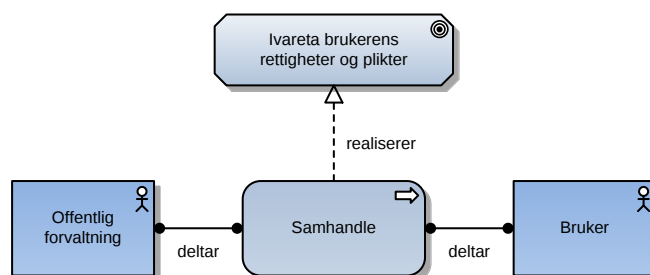 Ivareta brukerens
rettigheter og plikter
realiserer
Offentlig
forvaltning
deltar
Samhandle
deltar
Bruker